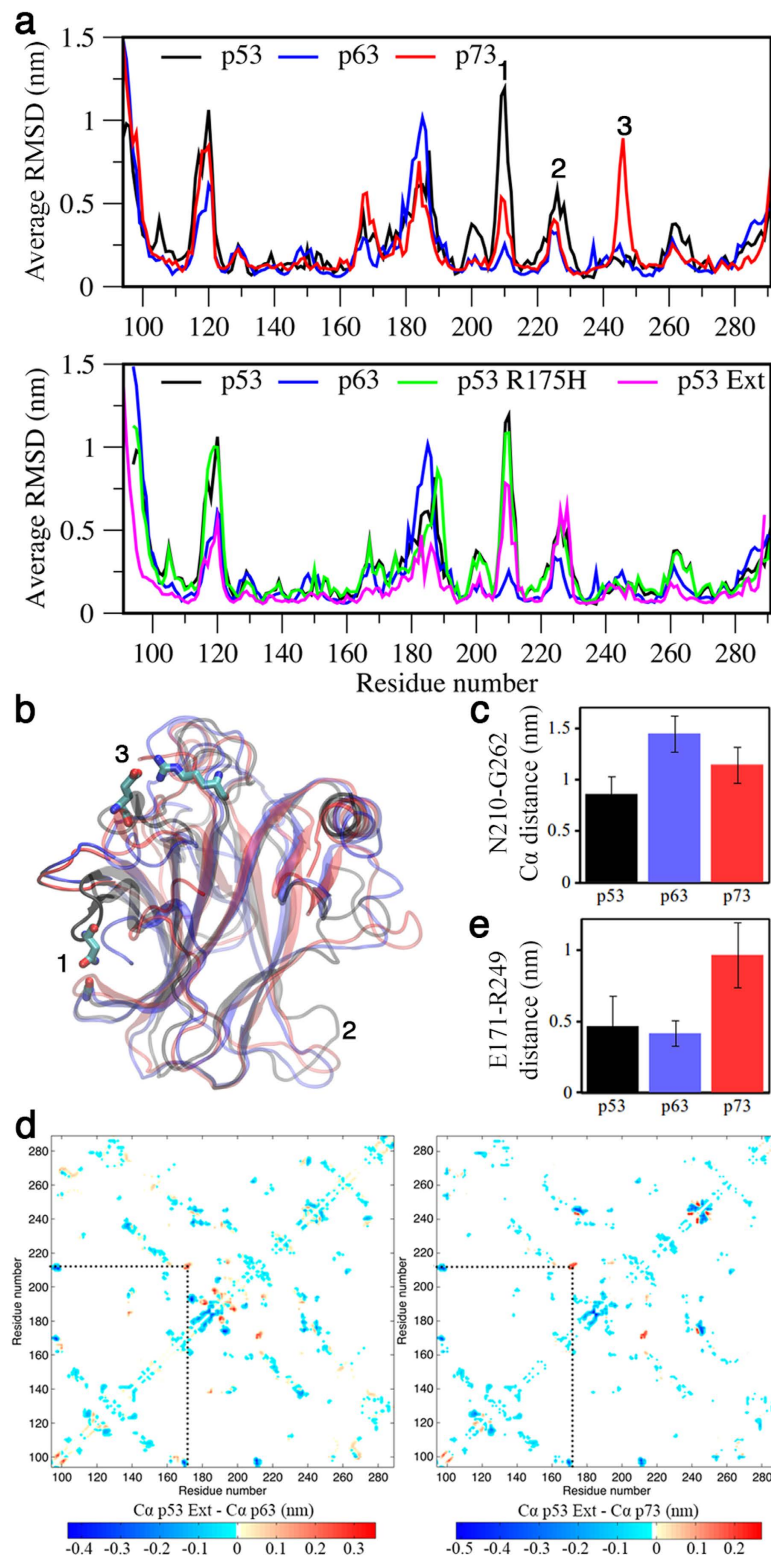 a
1.5
1
0.5
0
Average RMSD (nm)
p53 p63 p73
1
2
3
100 120 140 160 180 200 220 240 260 280
1.5
1
0.5
0
Average RMSD (nm)
p53 p63 p53 R175H p53 Ext
100 120 140 160 180 200 220 240 260 280
Residue number
b
3
1
2
c
N210-G262
Cα distance (nm)
1.5
1
0.5
0
p53 p63 p73
e
E171-R249
distance (nm)
1
0.5
0
p53 p63 p73
d
280
260
240
220
200
180
160
140
120
100
Residue number
100 120 140 160 180 200 220 240 260 280
Residue number
Cα p53 Ext - Cα p63 (nm)
-0.4 -0.3 -0.2 -0.1 0 0.1 0.2 0.3
280
260
240
220
200
180
160
140
120
100
Residue number
100 120 140 160 180 200 220 240 260 280
Residue number
Cα p53 Ext - Cα p73 (nm)
-0.5 -0.4 -0.3 -0.2 -0.1 0 0.1 0.2